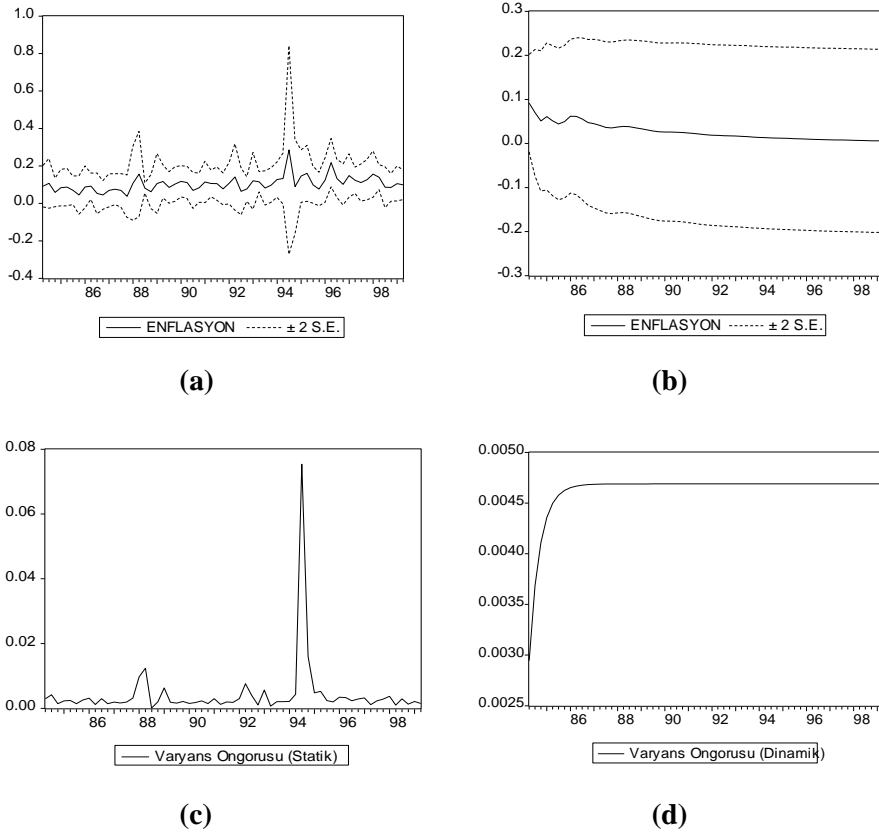 1.0
0.8
0.6
0.4
0.2
0.0
-0.2
-0.4
86 88 90 92 94 96 98
ENFLASYON ± 2 S.E.
(a)
0.3
0.2
0.1
0.0
-0.1
-0.2
-0.3
86 88 90 92 94 96 98
ENFLASYON ± 2 S.E.
(b)
0.08
0.06
0.04
0.02
0.00
86 88 90 92 94 96 98
Varyans Ongorusu (Statik)
(c)
0.0050
0.0045
0.0040
0.0035
0.0030
0.0025
86 88 90 92 94 96 98
Varyans Ongorusu (Dinamik)
(d)